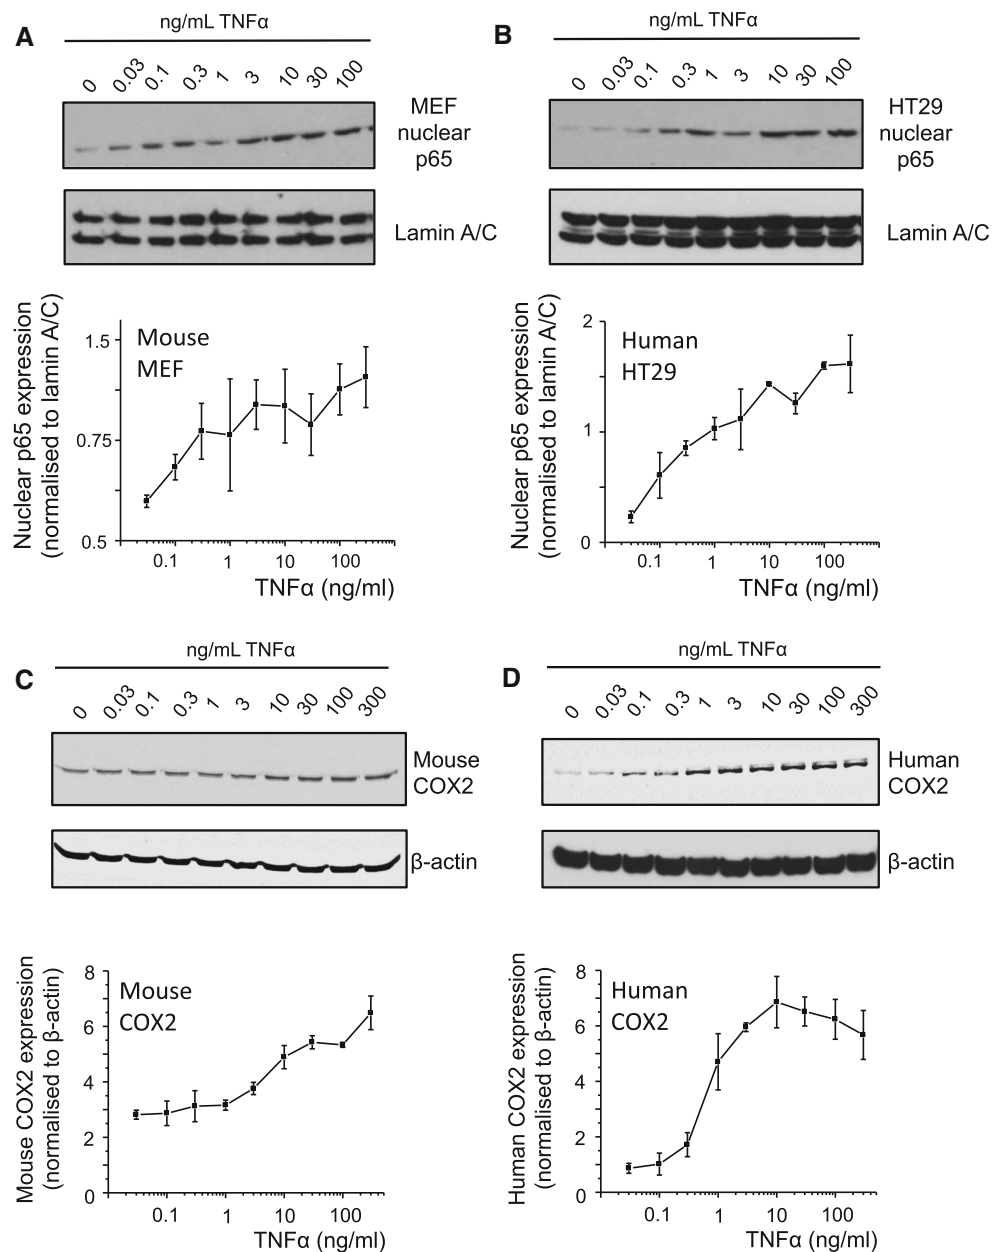 A
ng/mL TNFα
0 0.03 0.1 0.3 1 3 10 30 100
MEF
nuclear
p65
Lamin A/C
Nuclear p65 expression
(normalised to lamin A/C)
Mouse
MEF
1.5
0.75
0.5
0.1 1 10 100
TNFα (ng/ml)
B
ng/mL TNFα
0 0.03 0.1 0.3 1 3 10 30 100
HT29
nuclear
p65
Lamin A/C
Nuclear p65 expression
(normalised to lamin A/C)
Human
HT29
2
1
0
0.1 1 10 100
TNFα (ng/ml)
C
ng/mL TNFα
0 0.03 0.1 0.3 1 3 10 30 100 300
Mouse
COX2
β-actin
Mouse COX2 expression
(normalised to β-actin)
Mouse
COX2
8
6
4
2
0
0.1 1 10 100
TNFα (ng/ml)
D
ng/mL TNFα
0 0.03 0.1 0.3 1 3 10 30 100 300
Human
COX2
β-actin
Human COX2 expression
(normalised to β-actin)
Human
COX2
8
6
4
2
0
0.1 1 10 100
TNFα (ng/ml)